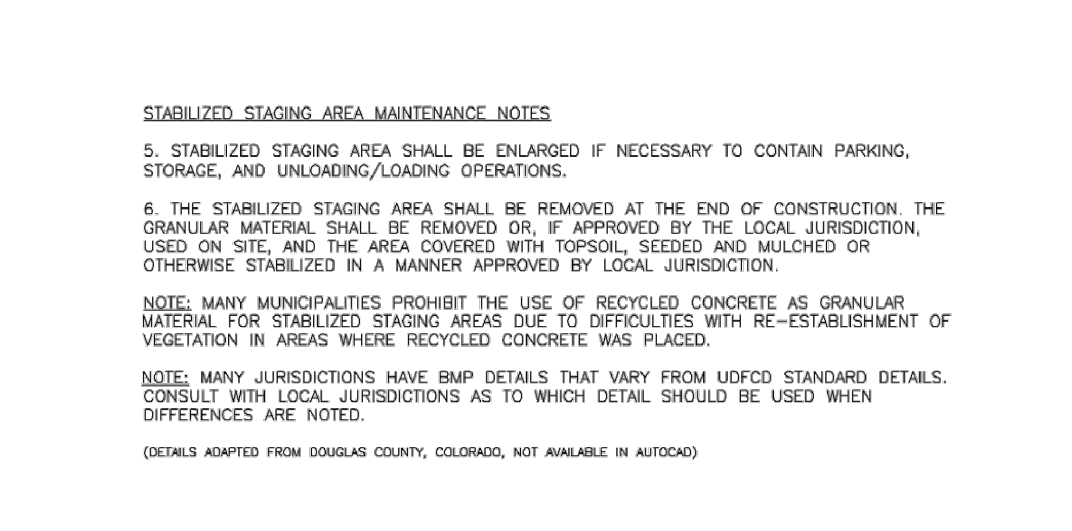 STABILIZED STAGING AREA MAINTENANCE NOTES
5. STABILIZED STAGING AREA SHALL BE ENLARGED IF NECESSARY TO CONTAIN PARKING,
STORAGE, AND UNLOADING/LOADING OPERATIONS.
6. THE STABILIZED STAGING AREA SHALL BE REMOVED AT THE END OF CONSTRUCTION. THE
GRANULAR MATERIAL SHALL BE REMOVED OR, IF APPROVED BY THE LOCAL JURISDICTION,
USED ON SITE, AND THE AREA COVERED WITH TOPSOIL, SEEDED AND MULCHED OR
OTHERWISE STABILIZED IN A MANNER APPROVED BY LOCAL JURISDICTION.
NOTE: MANY MUNICIPALITIES PROHIBIT THE USE OF RECYCLED CONCRETE AS GRANULAR
MATERIAL FOR STABILIZED STAGING AREAS DUE TO DIFFICULTIES WITH RE-ESTABLISHMENT OF
VEGETATION IN AREAS WHERE RECYCLED CONCRETE WAS PLACED.
NOTE: MANY JURISDICTIONS HAVE BMP DETAILS THAT VARY FROM UDFCD STANDARD DETAILS.
CONSULT WITH LOCAL JURISDICTIONS AS TO WHICH DETAIL SHOULD BE USED WHEN
DIFFERENCES ARE NOTED.
(DETAILS ADAPTED FROM DOUGLAS COUNTY, COLORADO, NOT AVAILABLE IN AUTOCAD)